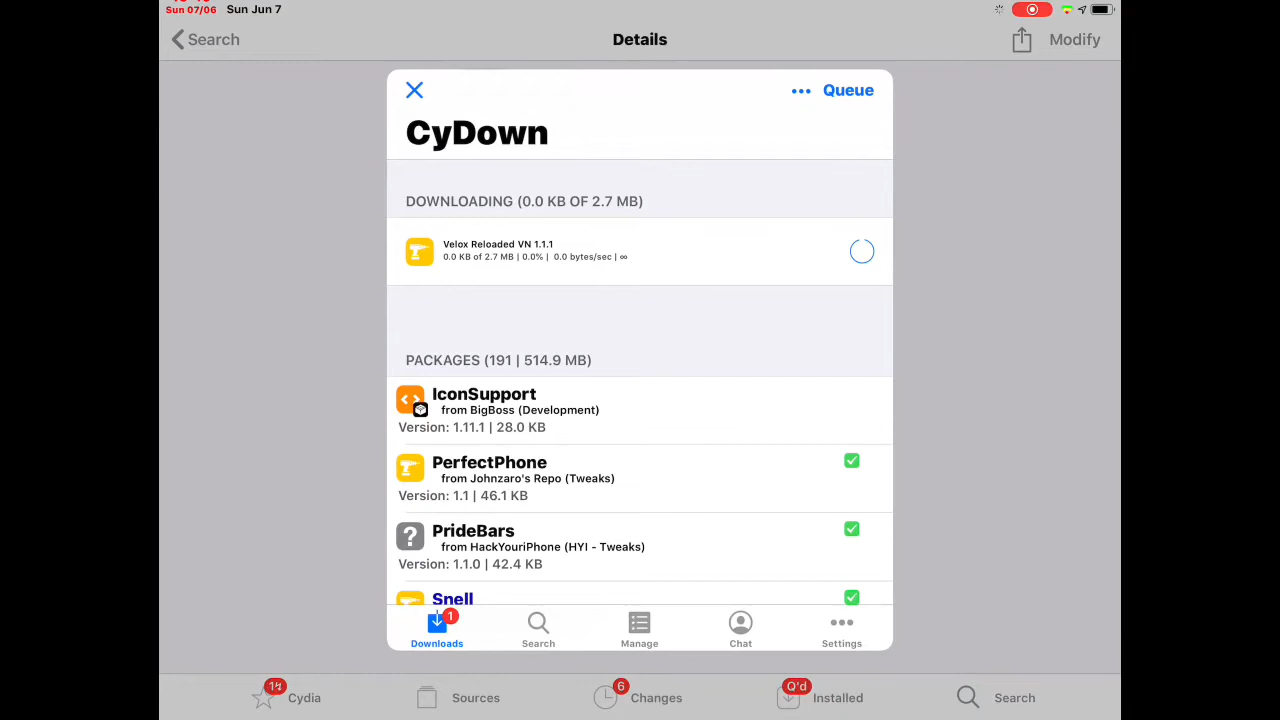 Sun 07/06 Sun Jun 7
Search Details Modify
Queue
CyDown
DOWNLOADING (0.0 KB OF 2.7 MB)
Velox Reloaded VN 1.1.1
0.0 KB of 2.7 MB | 0.0% | 0.0 bytes/sec | ∞
PACKAGES (191 | 514.9 MB)
IconSupport
from BigBoss (Development)
Version: 1.11.1 | 28.0 KB
PerfectPhone
from Johnzaro's Repo (Tweaks)
Version: 1.1 | 46.1 KB
PrideBars
from HackYouriPhone (HYI - Tweaks)
Version: 1.1.0 | 42.4 KB
Snell
1
Downloads Search Manage Chat Settings
6 Q'd
Cydia Sources Changes Installed Search